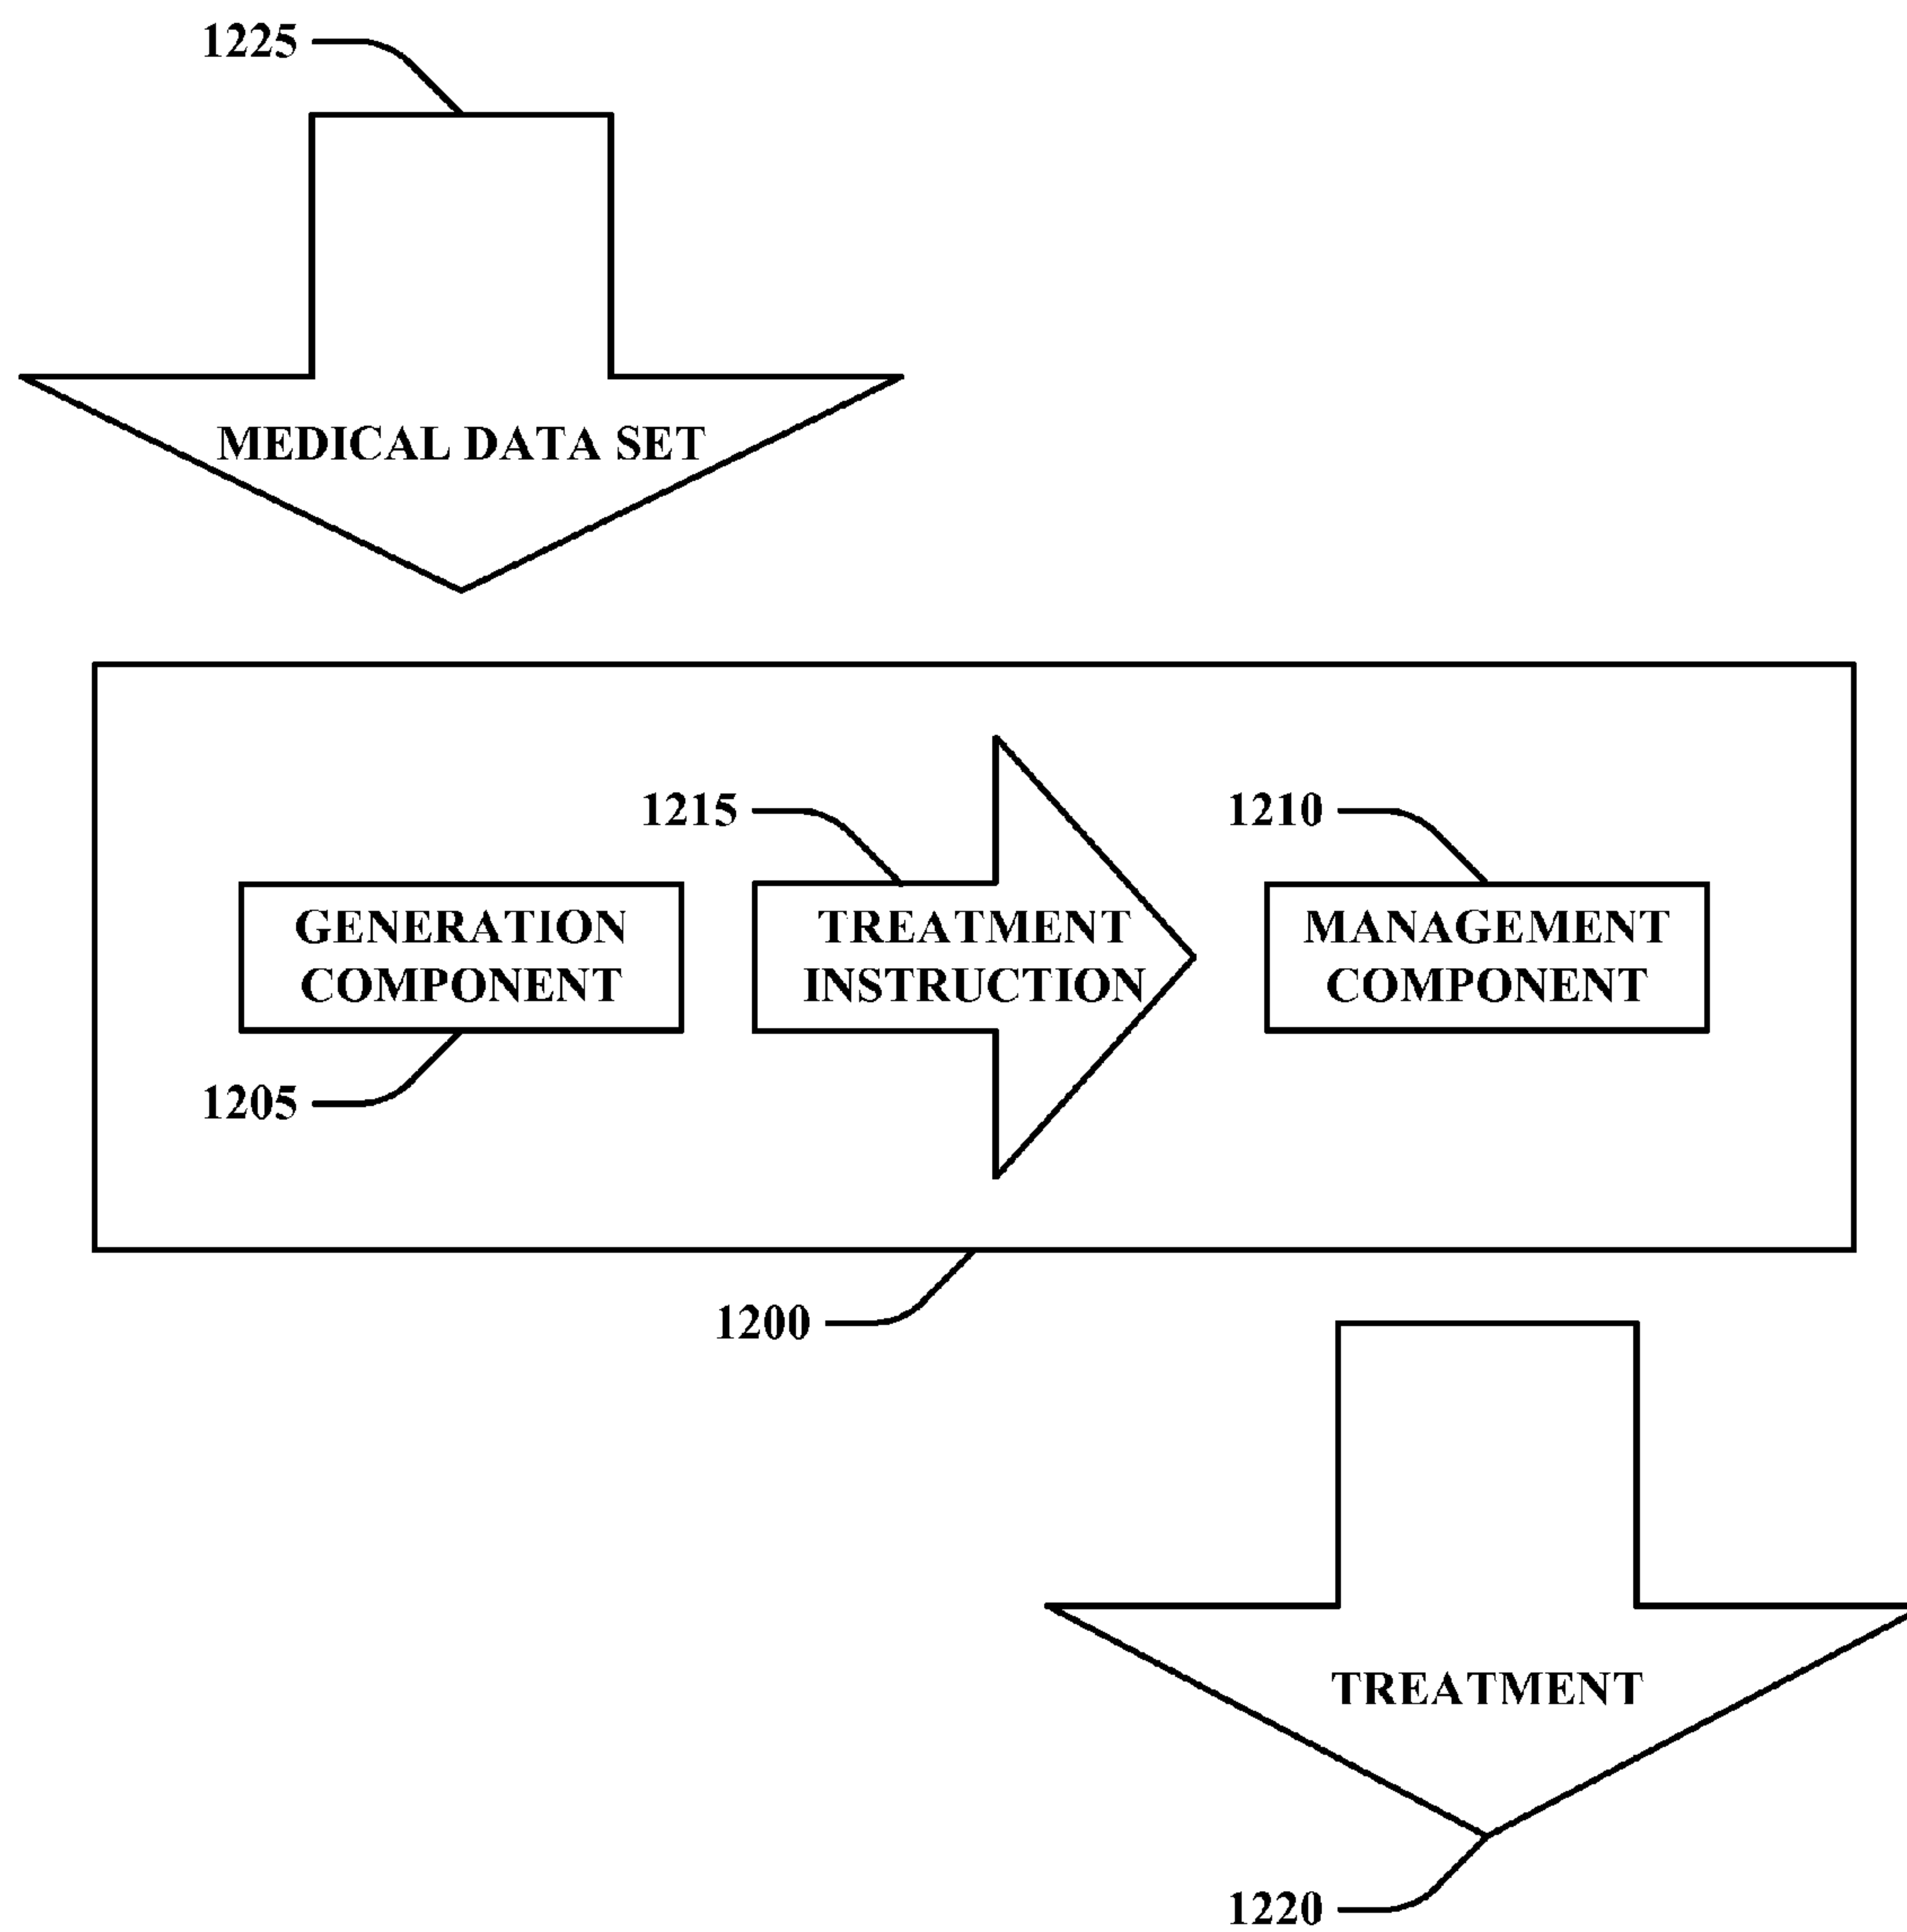 1225
MEDICAL DATA SET
1215
1210
GENERATION
COMPONENT
TREATMENT
INSTRUCTION
MANAGEMENT
COMPONENT
1205
1200
TREATMENT
1220